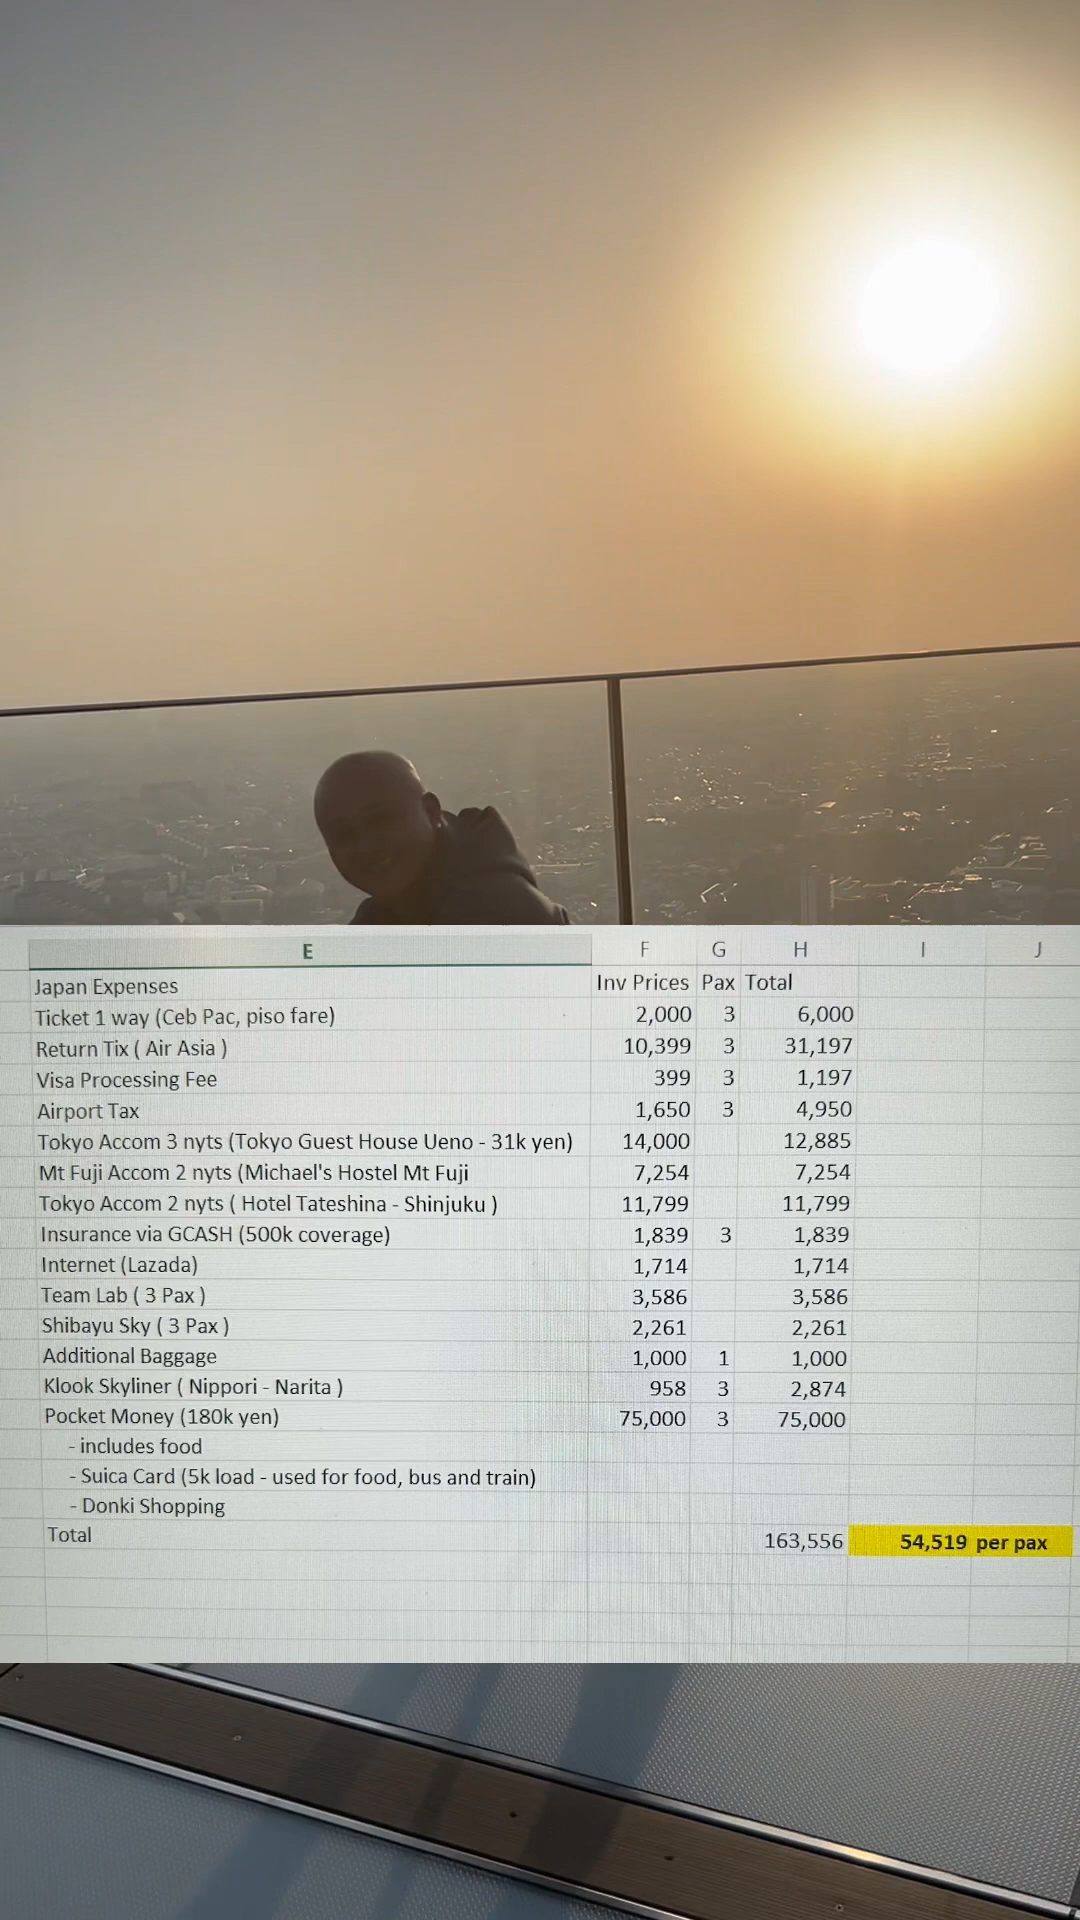 E F G H I J
Japan Expenses Inv Prices Pax Total
Ticket 1 way (Ceb Pac, piso fare) 2,000 3 6,000
Return Tix ( Air Asia ) 10,399 3 31,197
Visa Processing Fee 399 3 1,197
Airport Tax 1,650 3 4,950
Tokyo Accom 3 nyts (Tokyo Guest House Ueno - 31k yen) 14,000 12,885
Mt Fuji Accom 2 nyts (Michael's Hostel Mt Fuji 7,254 7,254
Tokyo Accom 2 nyts ( Hotel Tateshina - Shinjuku ) 11,799 11,799
Insurance via GCASH (500k coverage) 1,839 3 1,839
Internet (Lazada) 1,714 1,714
Team Lab ( 3 Pax ) 3,586 3,586
Shibayu Sky ( 3 Pax ) 2,261 2,261
Additional Baggage 1,000 1 1,000
Klook Skyliner ( Nippori - Narita ) 958 3 2,874
Pocket Money (180k yen) 75,000 3 75,000
- includes food
- Suica Card (5k load - used for food, bus and train)
- Donki Shopping
Total 163,556 54,519 per pax